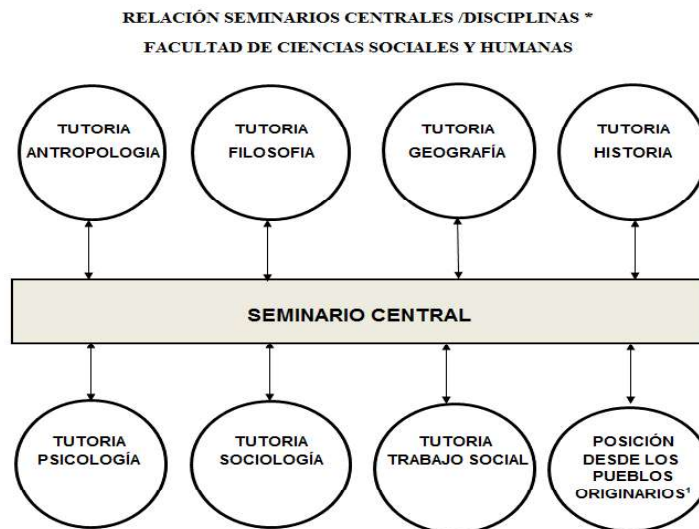 RELACIÓN SEMINARIOS CENTRALES /DISCIPLINAS *
FACULTAD DE CIENCIAS SOCIALES Y HUMANAS
TUTORIA
ANTROPOLOGIA
TUTORIA
FILOSOFIA
TUTORIA
GEOGRAFÍA
TUTORIA
HISTORIA
SEMINARIO CENTRAL
TUTORIA
PSICOLOGÍA
TUTORIA
SOCIOLOGÍA
TUTORIA
TRABAJO SOCIAL
POSICIÓN
DESDE LOS
PUEBLOS
ORIGINARIOS¹